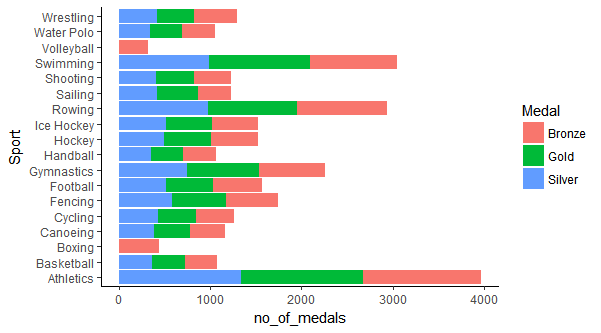 Wrestling
Water Polo
Volleyball
Swimming
Shooting
Sailing
Rowing
Ice Hockey
Hockey
Handball
Gymnastics
Football
Fencing
Cycling
Canoeing
Boxing
Basketball
Athletics
Sport
0 1000 2000 3000 4000
no_of_medals
Medal
Bronze
Gold
Silver